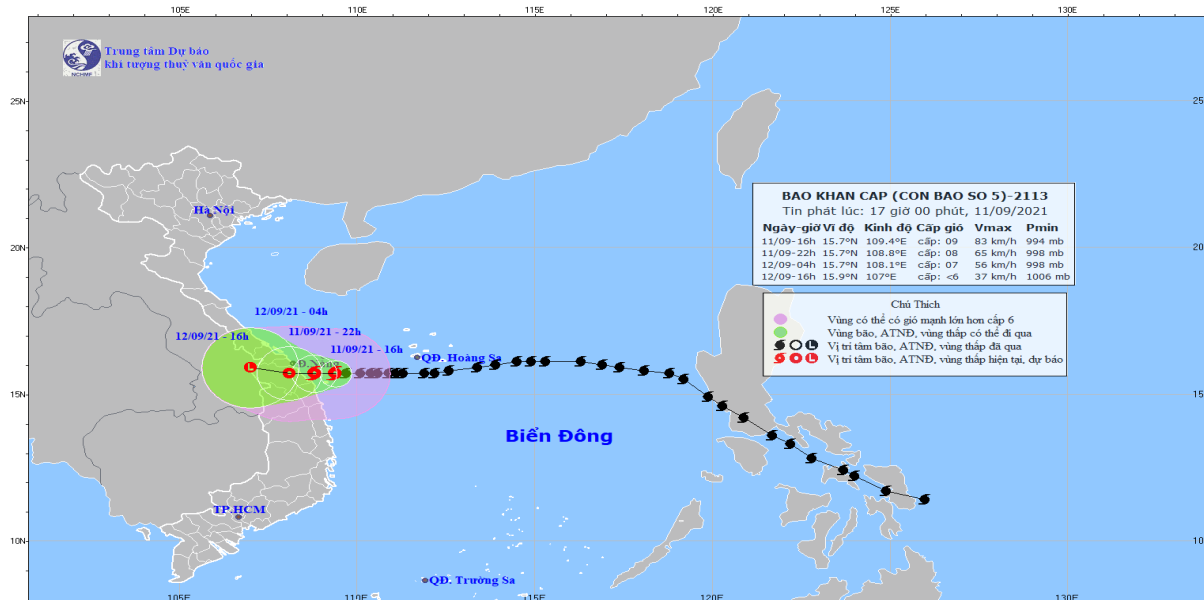 105E 110E 115E 120E 125E 130E
Trung tâm Dự báo
khí tượng thuỷ văn quốc gia
NCHMF
25N
Hà Nội
BAO KHAN CAP (CON BAO SO 5)-2113
Tin phát lúc: 17 giờ 00 phút, 11/09/2021
Ngày-giờ Vĩ độ Kinh độ Cấp gió Vmax Pmin
11/09-16h 15.7°N 109.4°E cấp: 09 83 km/h 994 mb
11/09-22h 15.7°N 108.8°E cấp: 08 65 km/h 998 mb
12/09-04h 15.7°N 108.1°E cấp: 07 56 km/h 998 mb
12/09-16h 15.9°N 107°E cấp: <6 37 km/h 1006 mb
20N
Chú Thích
Vùng có thể có gió mạnh lớn hơn cấp 6
Vùng bão, ATNĐ, vùng thấp có thể đi qua
Vị trí tâm bão, ATNĐ, vùng thấp đã qua
Vị trí tâm bão, ATNĐ, vùng thấp hiện tại, dự báo
12/09/21 - 04h
12/09/21 - 16h
11/09/21 - 22h
11/09/21 - 16h
QĐ. Hoàng Sa
Đ.Nẵng
15N
Biển Đông
TP.HCM
10N
QĐ. Trường Sa
105E 110E 115E 120E 125E 130E